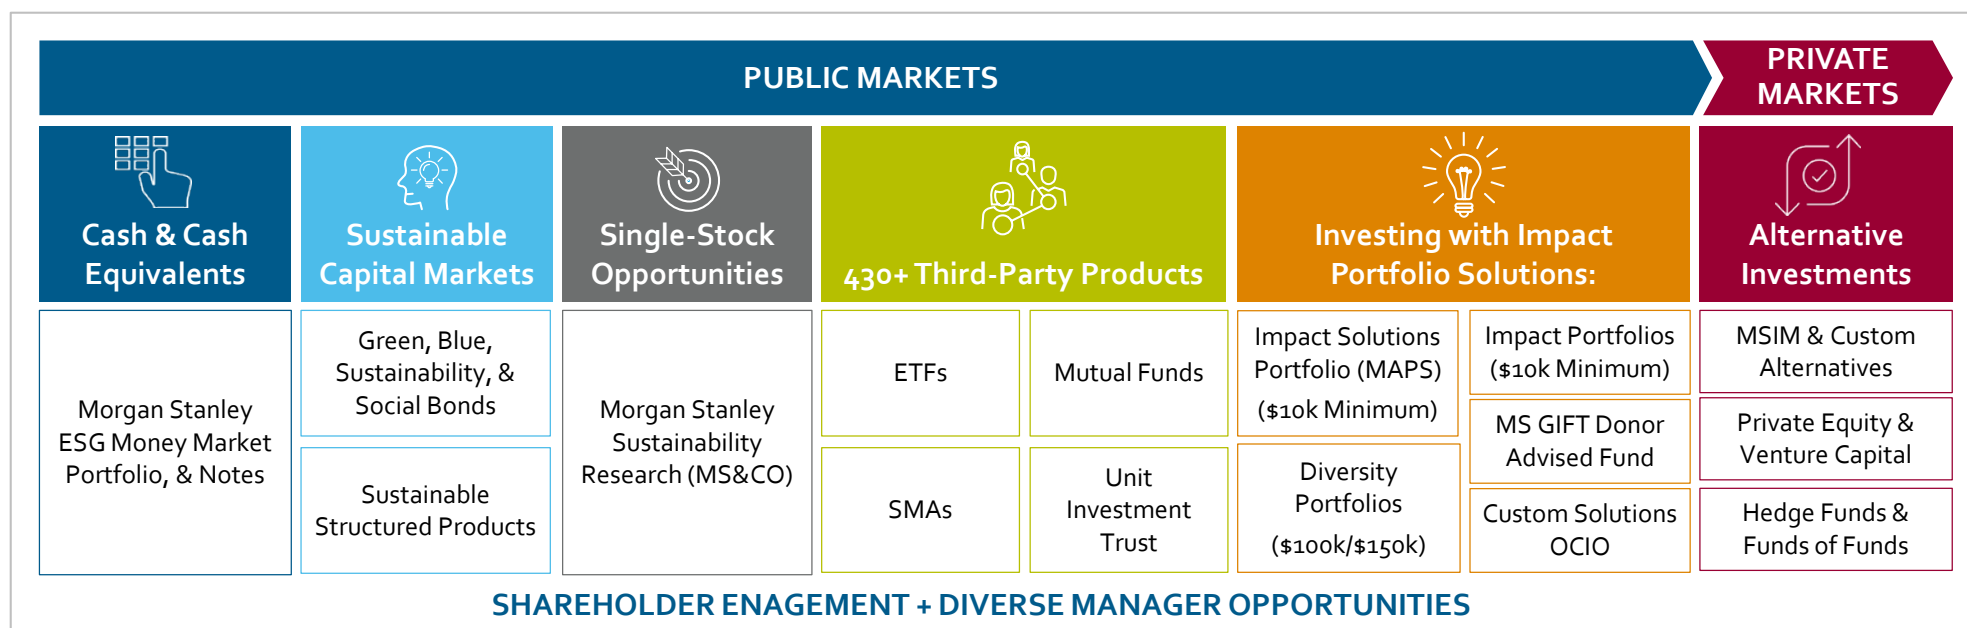 PUBLIC MARKETS
PRIVATE
MARKETS
Cash & Cash
Equivalents
Sustainable
Capital Markets
Single-Stock
Opportunities
430+ Third-Party Products
Investing with Impact
Portfolio Solutions:
Alternative
Investments
Morgan Stanley
ESG Money Market
Portfolio, & Notes
Green, Blue,
Sustainability, &
Social Bonds
Sustainable
Structured Products
Morgan Stanley
Sustainability
Research (MS&CO)
ETFs
Mutual Funds
SMAs
Unit
Investment
Trust
Impact Solutions
Portfolio (MAPS)
($10k Minimum)
Diversity
Portfolios
($100k/$150k)
Impact Portfolios
($10k Minimum)
MS GIFT Donor
Advised Fund
Custom Solutions
OCIO
MSIM & Custom
Alternatives
Private Equity &
Venture Capital
Hedge Funds &
Funds of Funds
SHAREHOLDER ENAGEMENT + DIVERSE MANAGER OPPORTUNITIES